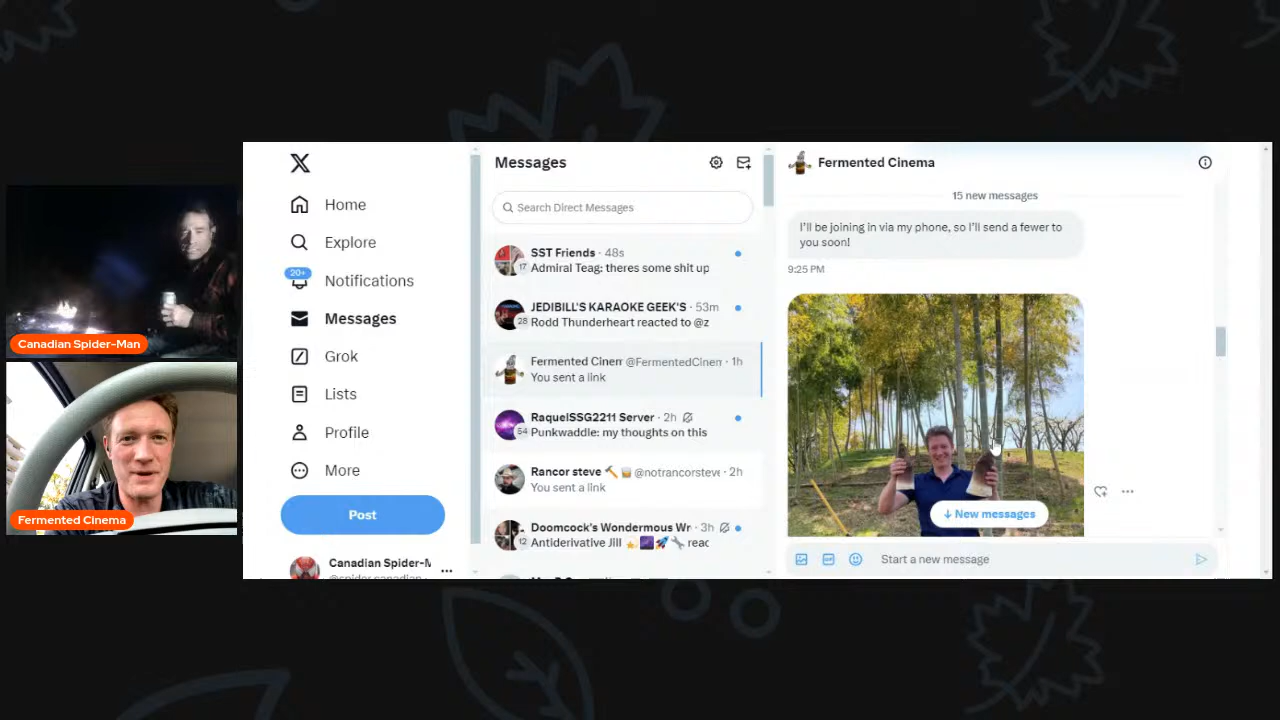 Canadian Spider-Man
Fermented Cinema
X
Home
Explore
20+
Notifications
Messages
Grok
Lists
Profile
More
Post
Canadian Spider-M
Messages
Search Direct Messages
SST Friends · 48s
17
Admiral Teag: theres some shit up
JEDIBILL'S KARAOKE GEEK'S · 53m
28
Rodd Thunderheart reacted to @z
Fermented Cinem @FermentedCinem · 1h
You sent a link
RaquelSSG2211 Server · 2h
54
Punkwaddle: my thoughts on this
Rancor steve 🔨 🥃 @notrancorsteve · 2h
You sent a link
Doomcock's Wondermous Wr · 3h
12
Antiderivative Jill
reac
Fermented Cinema
15 new messages
I'll be joining in via my phone, so I'll send a fewer to
you soon!
9:25 PM
↓ New messages
GIF
Start a new message